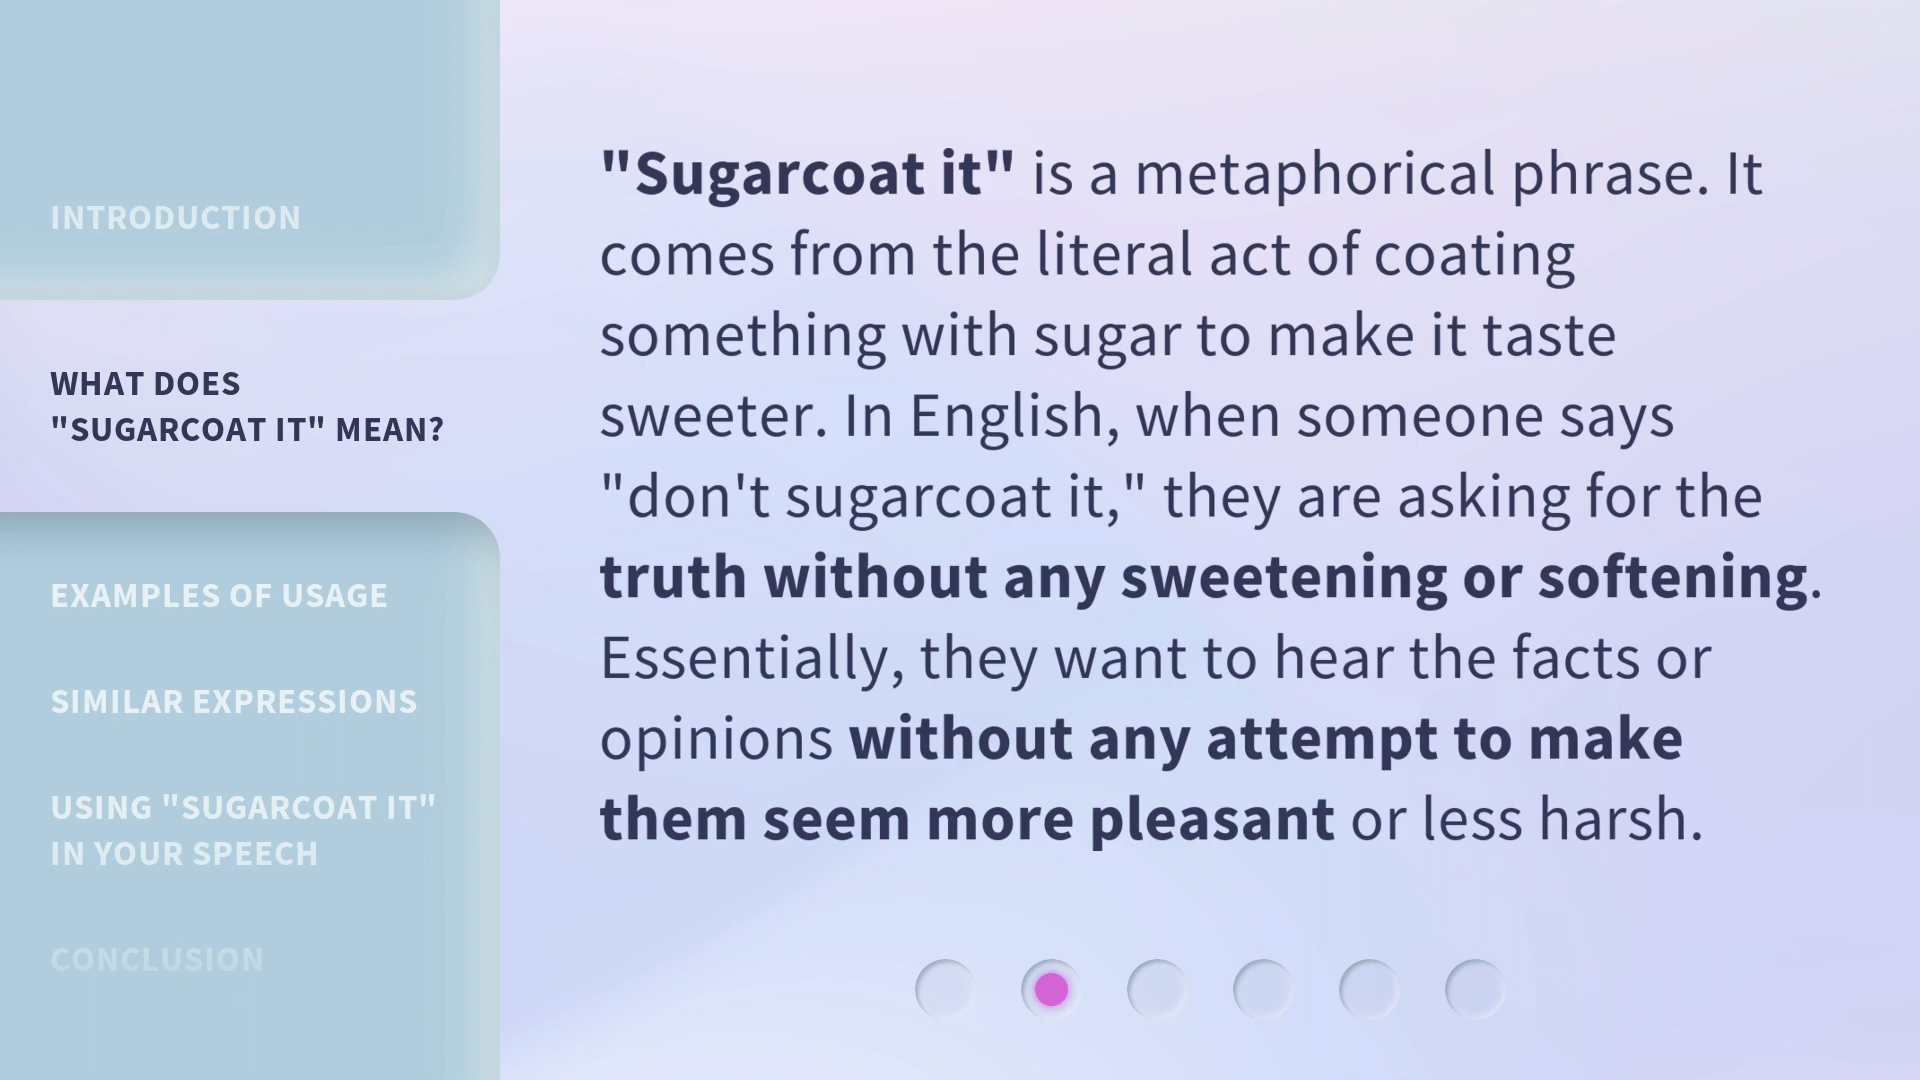 INTRODUCTION
WHAT DOES
"SUGARCOAT IT" MEAN?
EXAMPLES OF USAGE
SIMILAR EXPRESSIONS
USING "SUGARCOAT IT"
IN YOUR SPEECH
CONCLUSION
"Sugarcoat it" is a metaphorical phrase. It
comes from the literal act of coating
something with sugar to make it taste
sweeter. In English, when someone says
"don't sugarcoat it," they are asking for the
truth without any sweetening or softening.
Essentially, they want to hear the facts or
opinions without any attempt to make
them seem more pleasant or less harsh.